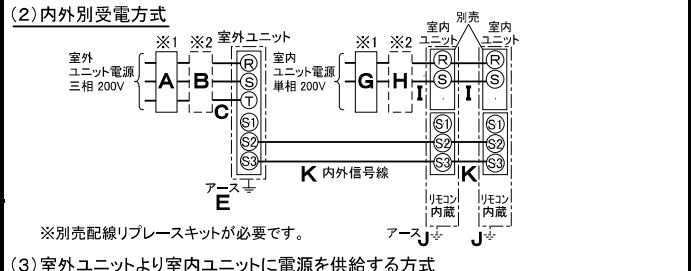 (2)内外別受電方式
別売
※1 ※2 室外ユニット
※1 ※2 室内ユニット 室内ユニット
室外ユニット電源 三相 200V
A B C
R
S
T
S1
S2
S3
室内ユニット電源 単相 200V
G H I I
R R
S S
S1 S1
S2 S2
S3 S3
K 内外信号線 K
アース
E
リモコン内蔵 リモコン内蔵
アース J J
※別売配線リプレースキットが必要です。
(3)室外ユニットより室内ユニットに電源を供給する方式